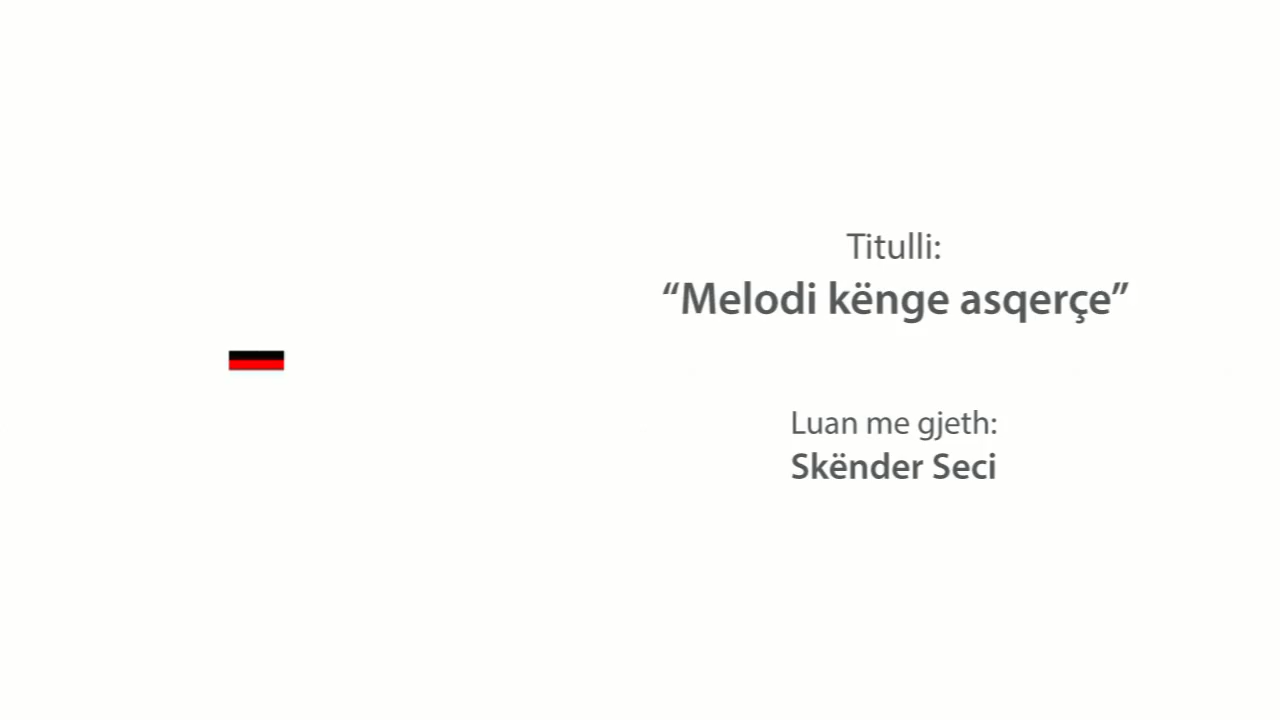 Titulli:
“Melodi kënge asqerçe”
Luan me gjeth:
Skënder Seci